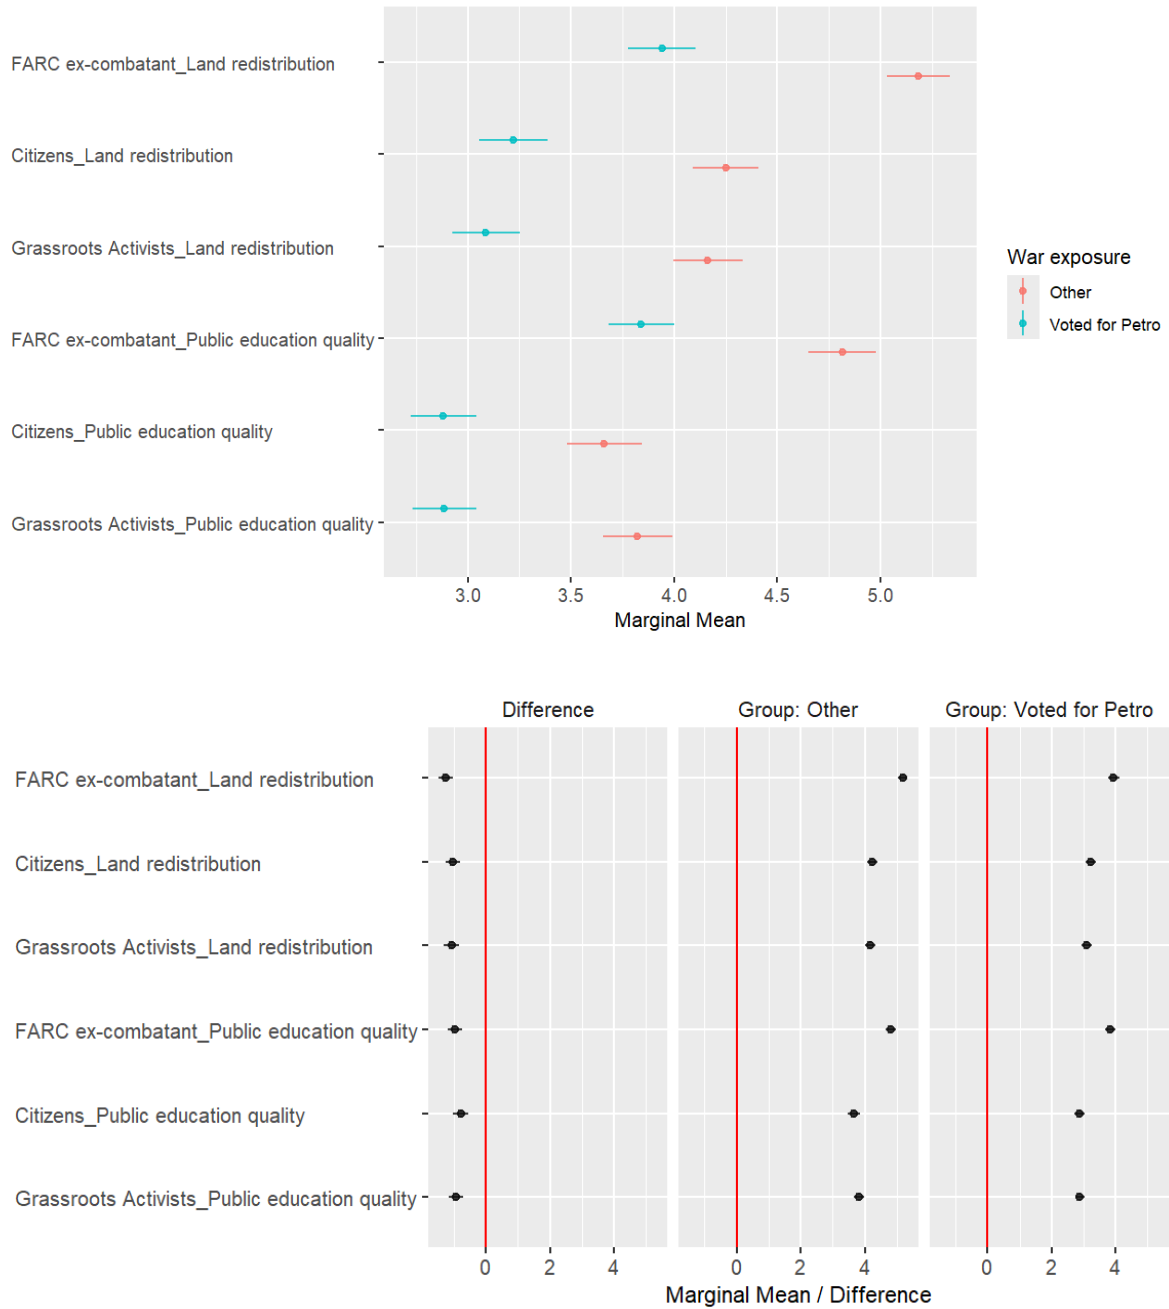 FARC ex-combatant_Land redistribution
Citizens_Land redistribution
Grassroots Activists_Land redistribution
FARC ex-combatant_Public education quality
Citizens_Public education quality
Grassroots Activists_Public education quality
3.0 3.5 4.0 4.5 5.0
Marginal Mean
War exposure
Other
Voted for Petro
Difference Group: Other Group: Voted for Petro
FARC ex-combatant_Land redistribution
Citizens_Land redistribution
Grassroots Activists_Land redistribution
FARC ex-combatant_Public education quality
Citizens_Public education quality
Grassroots Activists_Public education quality
0 2 4 0 2 4 0 2 4
Marginal Mean / Difference